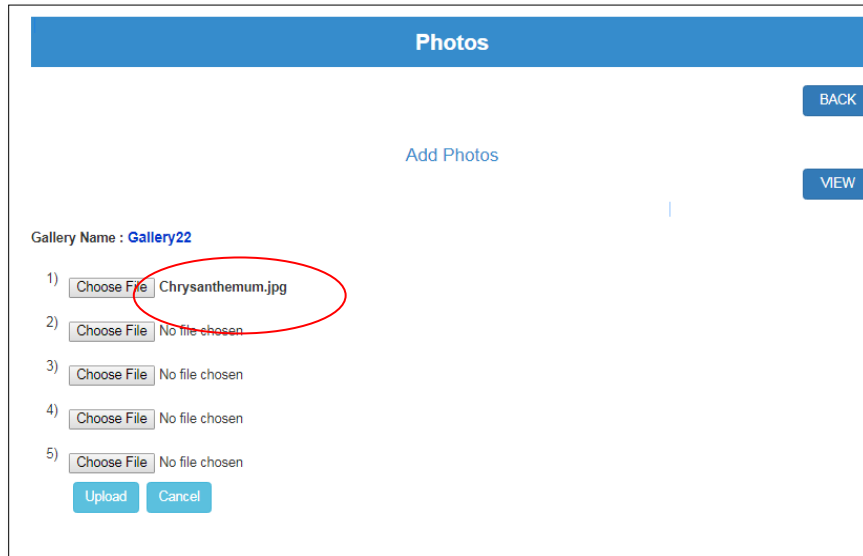 Photos
BACK
Add Photos
VIEW
Gallery Name : Gallery22
1) Choose File Chrysanthemum.jpg
2) Choose File No file chosen
3) Choose File No file chosen
4) Choose File No file chosen
5) Choose File No file chosen
Upload Cancel